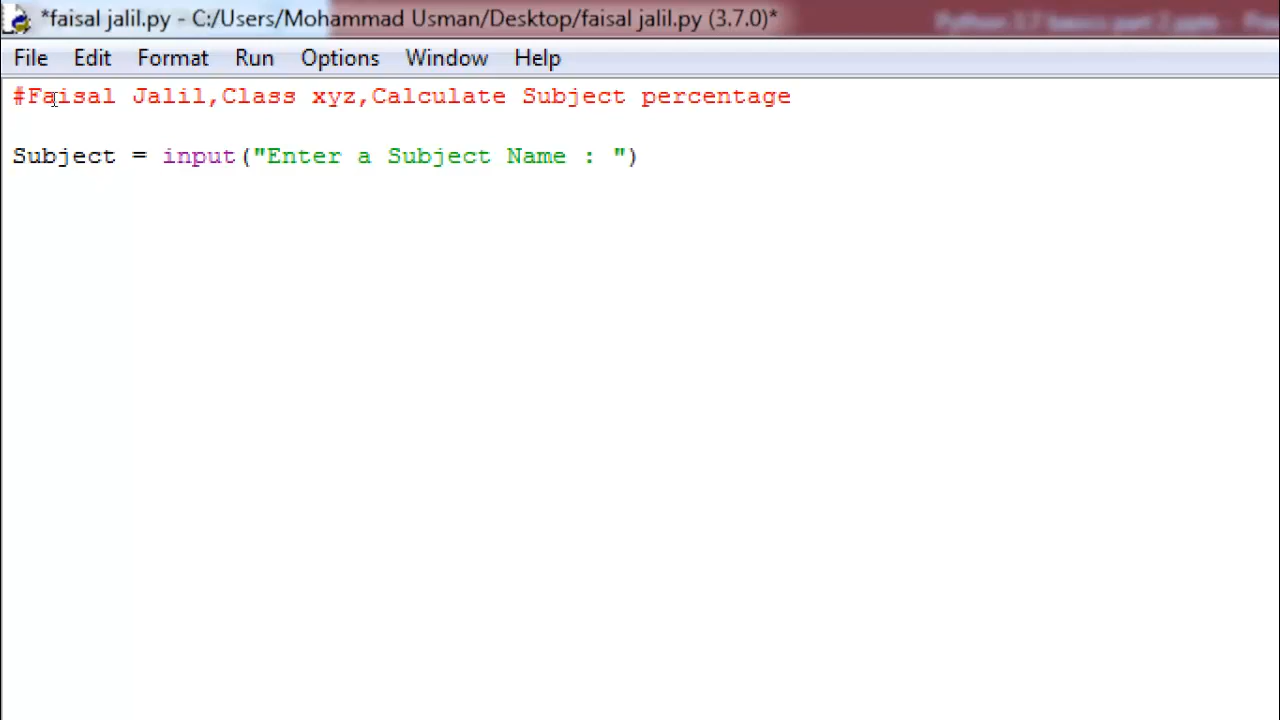 *faisal jalil.py - C:/Users/Mohammad Usman/Desktop/faisal jalil.py (3.7.0)*
File Edit Format Run Options Window Help
#Faisal Jalil,Class xyz,Calculate Subject percentage
Subject = input("Enter a Subject Name : ")